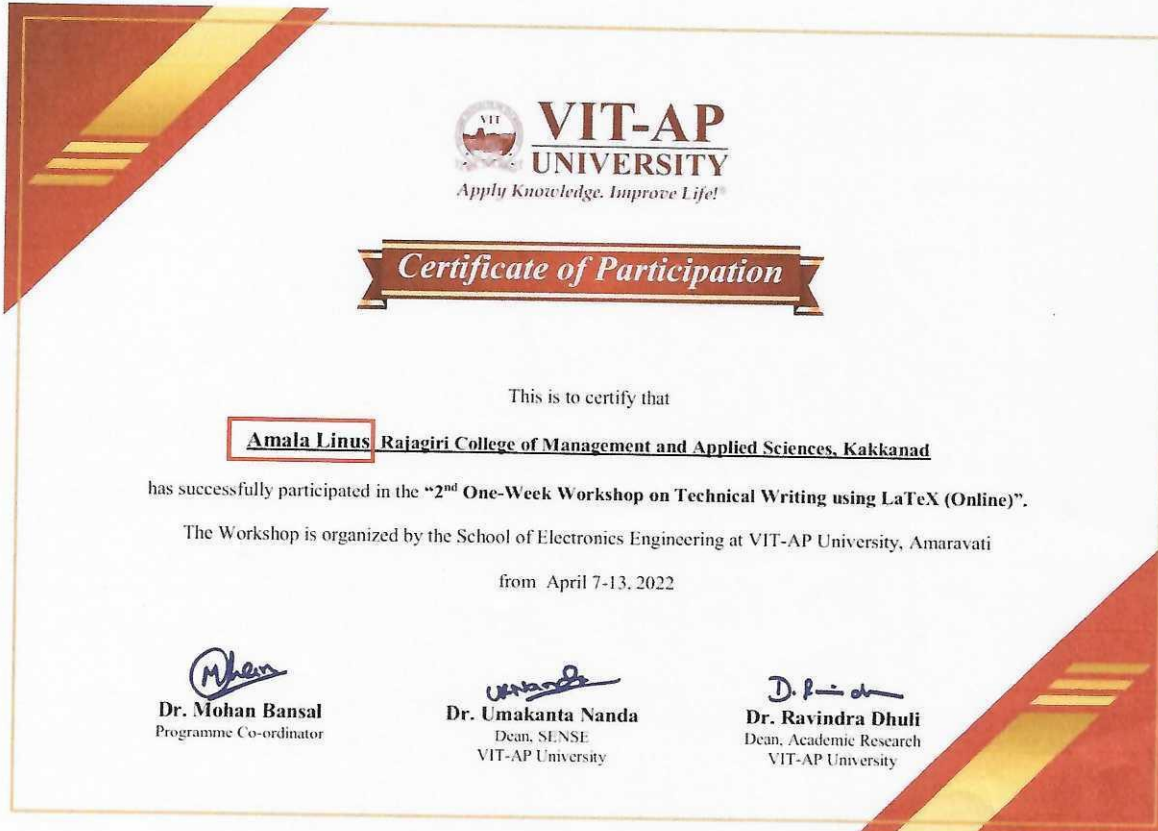 VIT
VIT-AP
UNIVERSITY
Apply Knowledge. Improve Life!®
Certificate of Participation
This is to certify that
Amala Linus, Rajagiri College of Management and Applied Sciences, Kakkanad
has successfully participated in the “2nd One-Week Workshop on Technical Writing using LaTeX (Online)”.
The Workshop is organized by the School of Electronics Engineering at VIT-AP University, Amaravati
from April 7-13, 2022
Dr. Mohan Bansal
Programme Co-ordinator
Dr. Umakanta Nanda
Dean, SENSE
VIT-AP University
Dr. Ravindra Dhuli
Dean, Academic Research
VIT-AP University